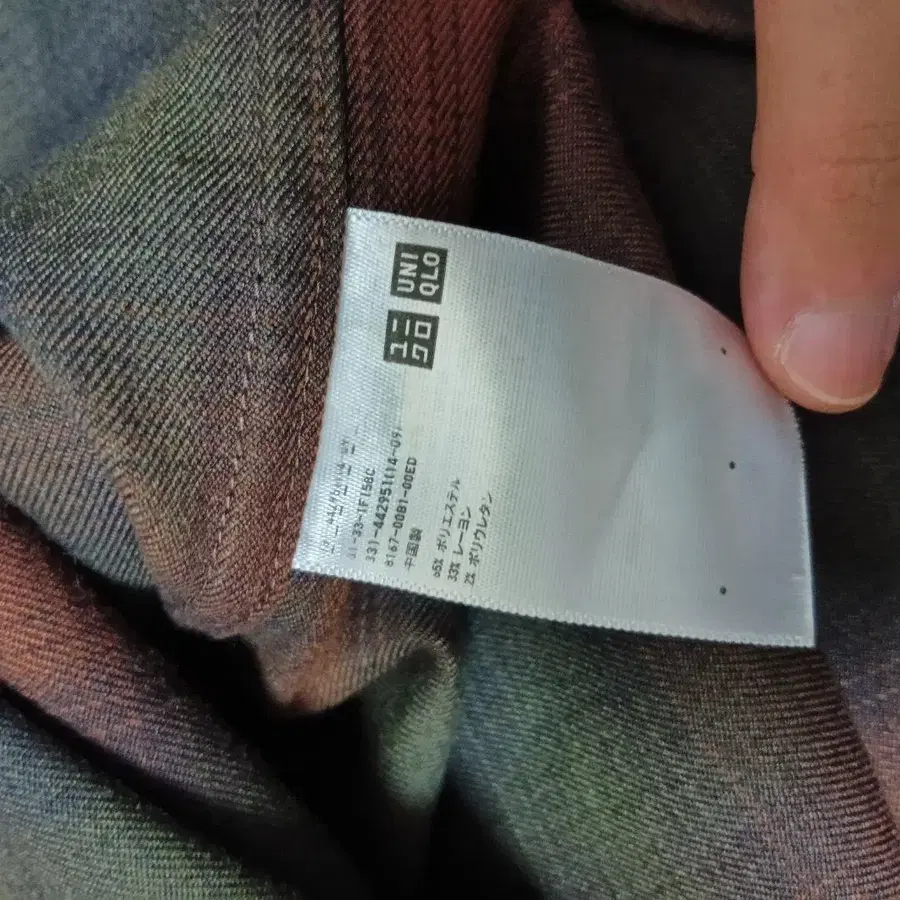 UNI
QLO
ユニ
クロ
-33-1F158C
331-442951(14-09)
8167-0081-00ED
中国製
65% ポリエステル
33% レーヨン
2% ポリウレタン